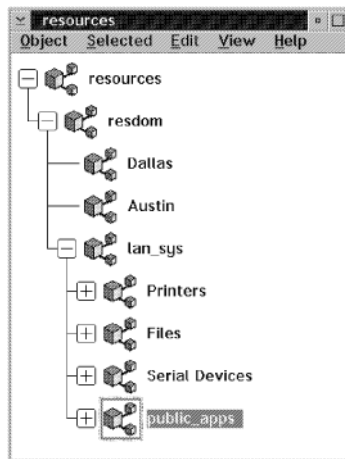 resources
Object Selected Edit View Help
resources
resdom
Dallas
Austin
lan_sys
Printers
Files
Serial Devices
public_apps